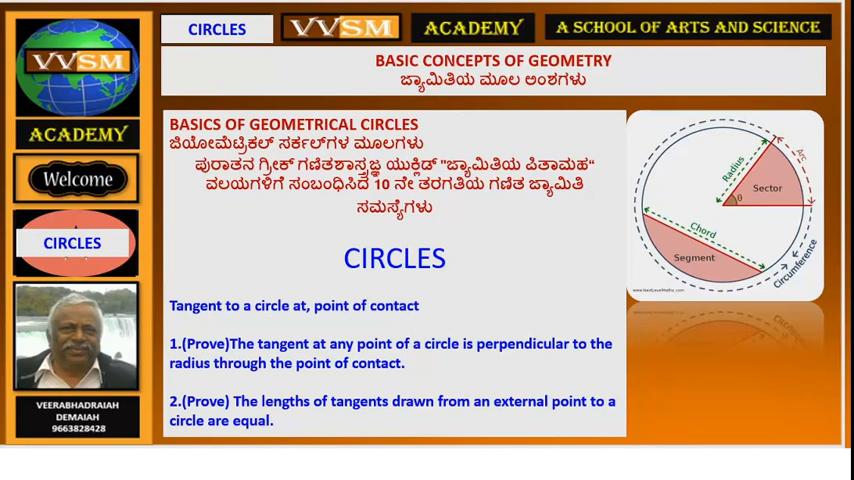 CIRCLES
VVSM
ACADEMY
A SCHOOL OF ARTS AND SCIENCE
VVSM
ACADEMY
Welcome
CIRCLES
VEERABHADRAIAH
DEMAIAH
9663828428
BASIC CONCEPTS OF GEOMETRY
ಜ್ಯಾಮಿತಿಯ ಮೂಲ ಅಂಶಗಳು
BASICS OF GEOMETRICAL CIRCLES
ಜಿಯೋಮೆಟ್ರಿಕಲ್ ಸರ್ಕಲ್‌ಗಳ ಮೂಲಗಳು
ಪುರಾತನ ಗ್ರೀಕ್ ಗಣಿತಶಾಸ್ತ್ರಜ್ಞ ಯುಕ್ಲಿಡ್ "ಜ್ಯಾಮಿತಿಯ ಪಿತಾಮಹ“
ವಲಯಗಳಿಗೆ ಸಂಬಂಧಿಸಿದ 10 ನೇ ತರಗತಿಯ ಗಣಿತ ಜ್ಯಾಮಿತಿ
ಸಮಸ್ಯೆಗಳು
CIRCLES
Tangent to a circle at, point of contact
1.(Prove)The tangent at any point of a circle is perpendicular to the
radius through the point of contact.
2.(Prove) The lengths of tangents drawn from an external point to a
circle are equal.
Radius
Arc
θ
Sector
Chord
Segment
Circumference